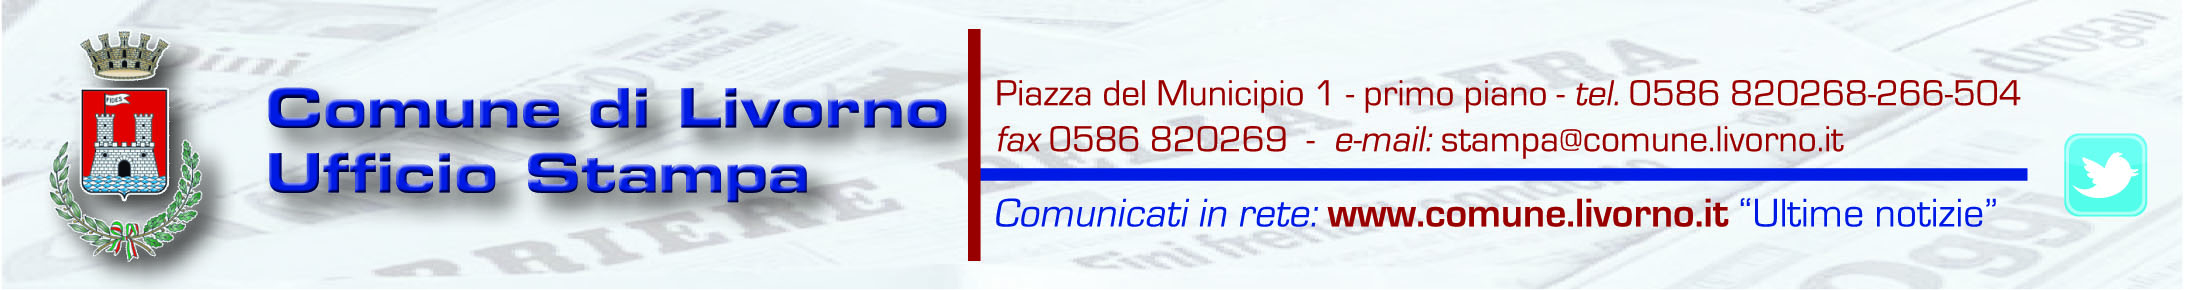 Comune di Livorno
Ufficio Stampa
FIDES
Piazza del Municipio 1 - primo piano - tel. 0586 820268-266-504
fax 0586 820269 - e-mail: stampa@comune.livorno.it
Comunicati in rete: www.comune.livorno.it “Ultime notizie”